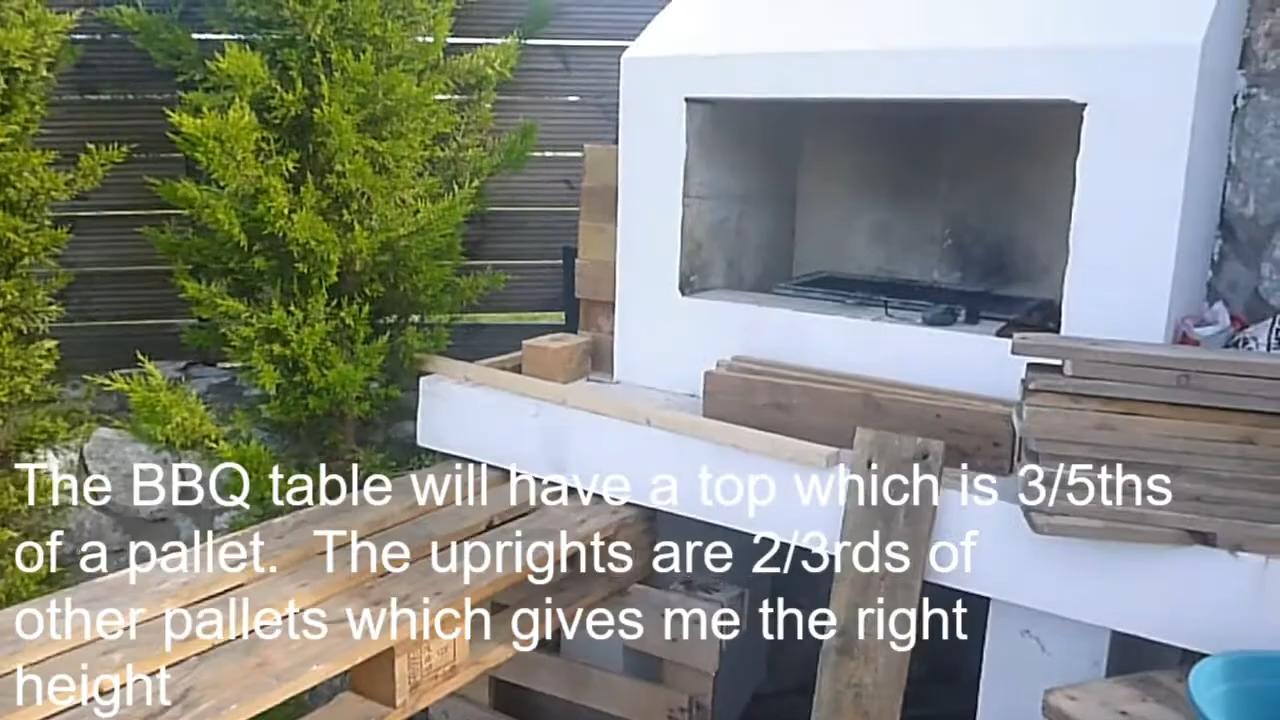 The BBQ table will have a top which is 3/5ths
of a pallet.  The uprights are 2/3rds of
other pallets which gives me the right
height